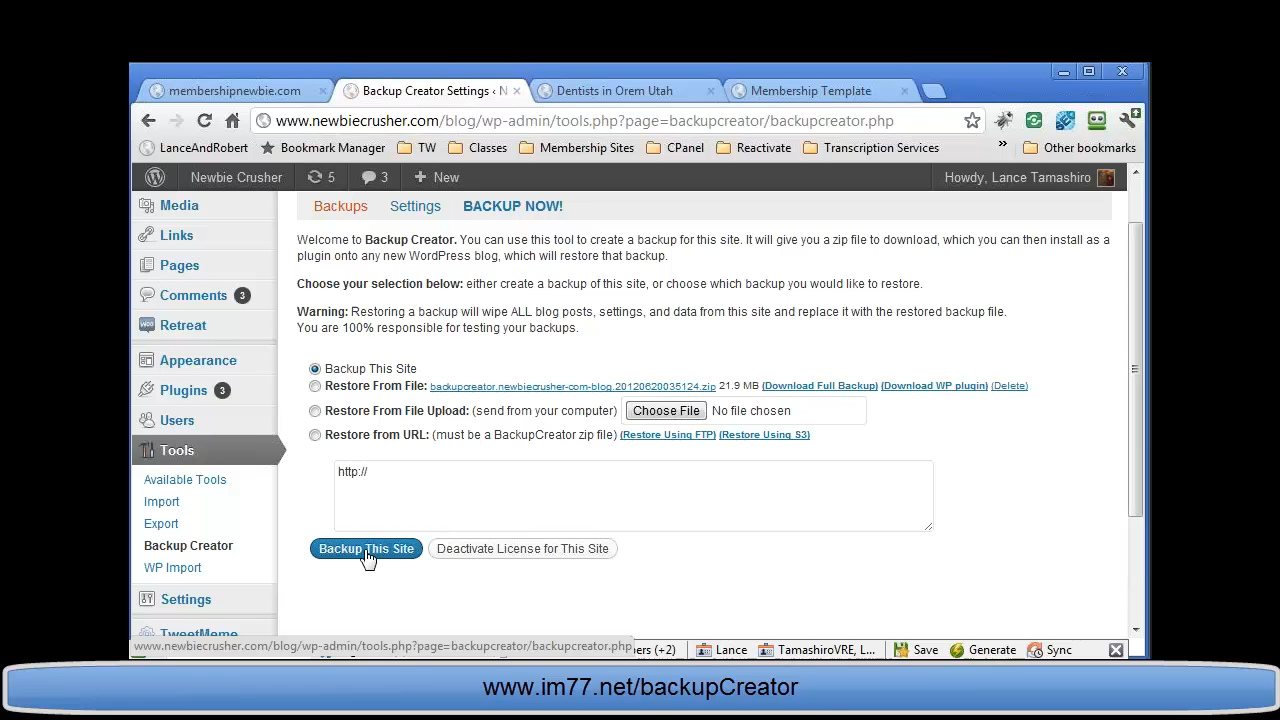 membershipnewbie.com
Backup Creator Settings ‹ N
Dentists in Orem Utah
Membership Template
www.newbiecrusher.com/blog/wp-admin/tools.php?page=backupcreator/backupcreator.php
LanceAndRobert
Bookmark Manager
TW
Classes
Membership Sites
CPanel
Reactivate
Transcription Services
»
Other bookmarks
Newbie Crusher
5
3
+ New
Howdy, Lance Tamashiro
Media
Links
Pages
Comments 3
Retreat
Appearance
Plugins 3
Users
Tools
Available Tools
Import
Export
Backup Creator
WP Import
Settings
TweetMeme
Backups
Settings
BACKUP NOW!
Welcome to Backup Creator. You can use this tool to create a backup for this site. It will give you a zip file to download, which you can then install as a
plugin onto any new WordPress blog, which will restore that backup.
Choose your selection below: either create a backup of this site, or choose which backup you would like to restore.
Warning: Restoring a backup will wipe ALL blog posts, settings, and data from this site and replace it with the restored backup file.
You are 100% responsible for testing your backups.
Backup This Site
Restore From File: backupcreator.newbiecrusher-com-blog.20120620035124.zip 21.9 MB (Download Full Backup) (Download WP plugin) (Delete)
Restore From File Upload: (send from your computer) Choose File No file chosen
Restore from URL: (must be a BackupCreator zip file) (Restore Using FTP) (Restore Using S3)
http://
Backup This Site
Deactivate License for This Site
www.newbiecrusher.com/blog/wp-admin/tools.php?page=backupcreator/backupcreator.php
ers (+2)
Lance
TamashiroVRE, L...
Save
Generate
Sync
www.im77.net/backupCreator